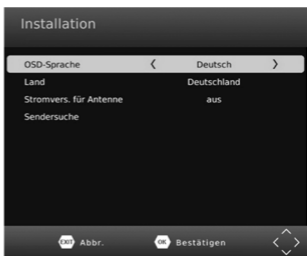 Installation
OSD-Sprache < Deutsch >
Land Deutschland
Stromvers. für Antenne aus
Sendersuche
EXIT Abbr. OK Bestätigen